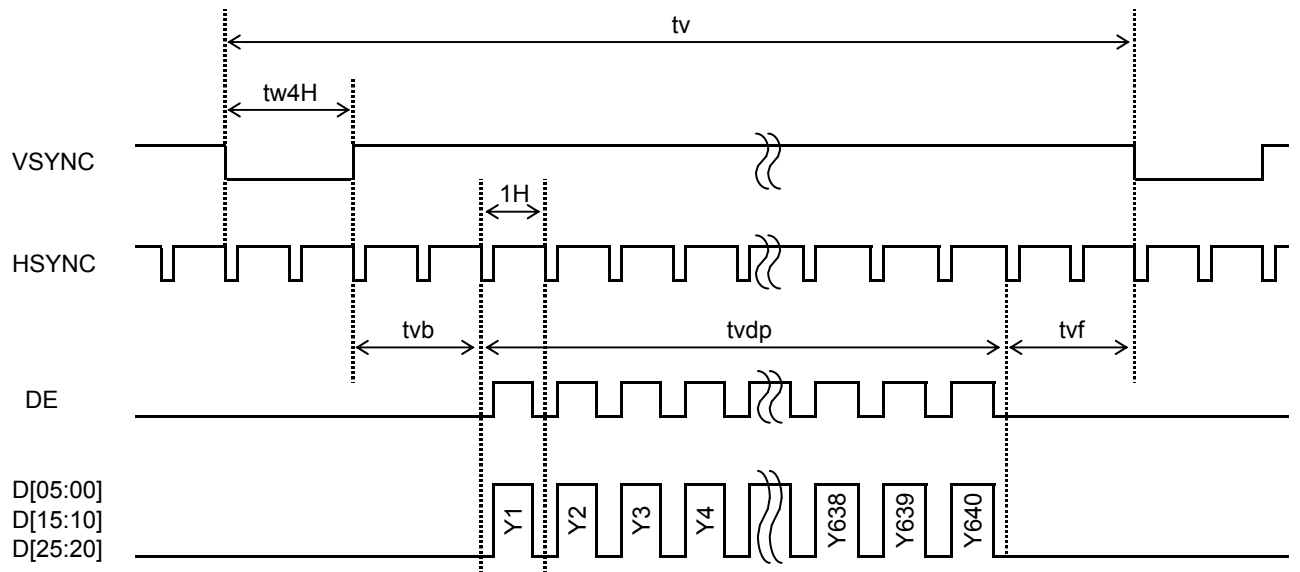 tv
tw4H
VSYNC
1H
HSYNC
tvb
tvdp
tvf
DE
D[05:00]
D[15:10]
D[25:20]
Y1
Y2
Y3
Y4
Y638
Y639
Y640